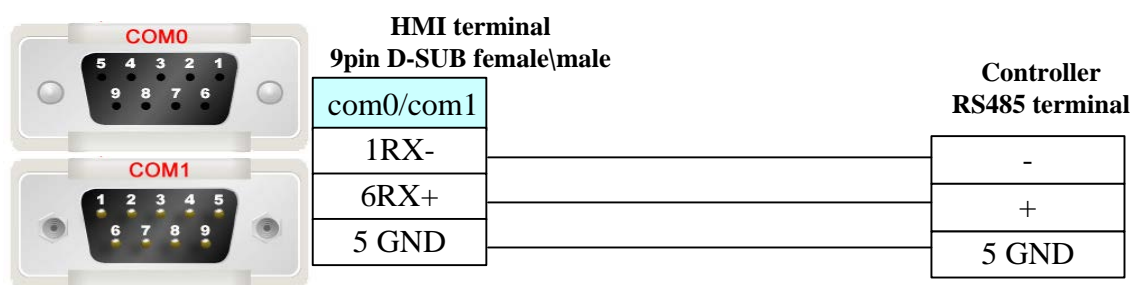 COM0
5 4 3 2 1
9 8 7 6
COM1
1 2 3 4 5
6 7 8 9
HMI terminal
9pin D-SUB female\male
com0/com1
1RX-
6RX+
5 GND
Controller
RS485 terminal
-
+
5 GND